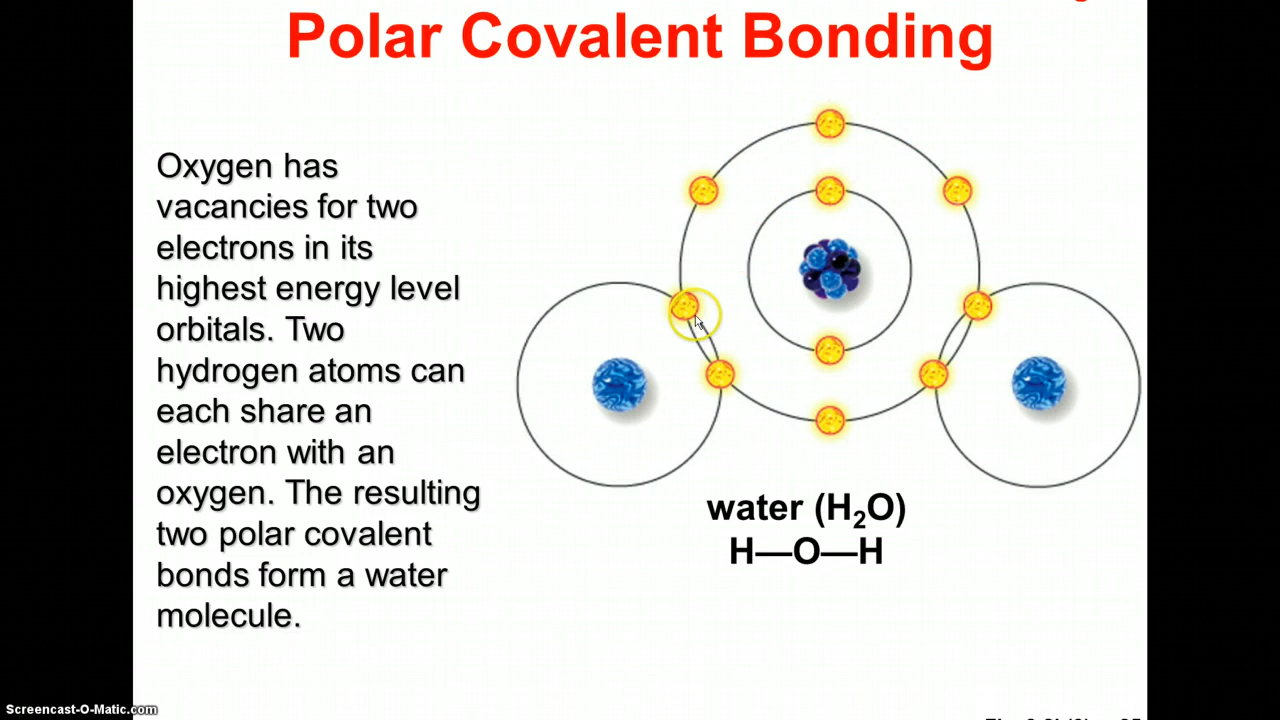 Polar Covalent Bonding
Oxygen has
vacancies for two
electrons in its
highest energy level
orbitals. Two
hydrogen atoms can
each share an
electron with an
oxygen. The resulting
two polar covalent
bonds form a water
molecule.
water (H₂O)
H—O—H
Screencast-O-Matic.com